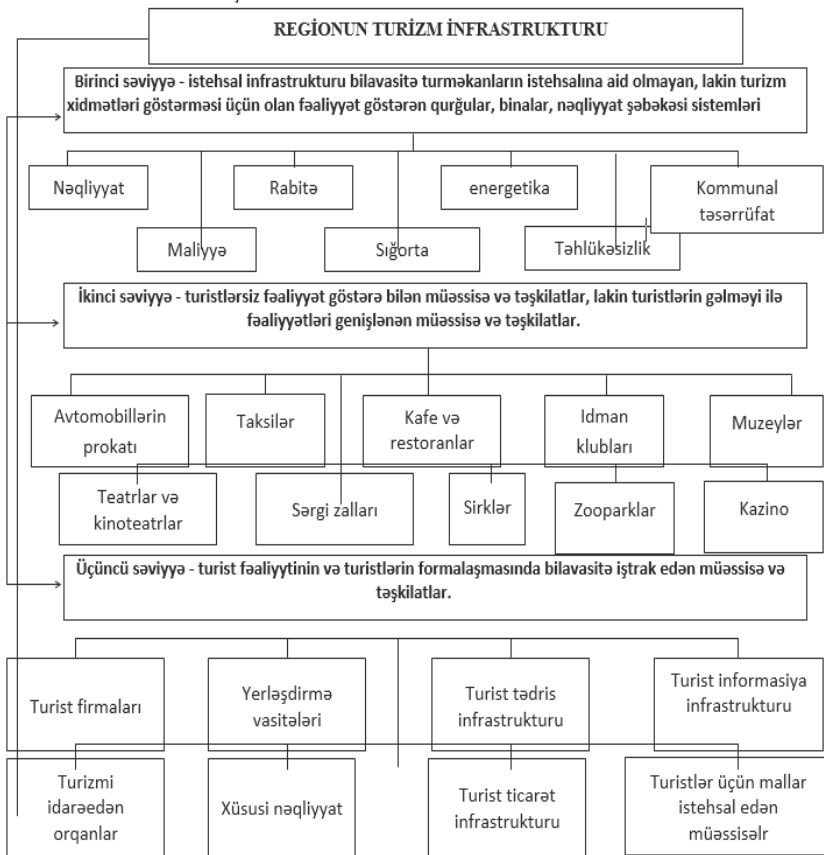 REGİONUN TURİZM İNFRASTRUKTURU
Birinci səviyyə - istehsal infrastrukturu bilavasitə turməkanların istehsalına aid olmayan, lakin turizm
xidmətləri göstərməsi üçün olan fəaliyyət göstərən qurğular, binalar, nəqliyyat şəbəkəsi sistemləri
Nəqliyyat
Rabitə
energetika
Kommunal
təsərrüfat
Maliyyə
Sığorta
Təhlükəsizlik
İkinci səviyyə - turistlərsiz fəaliyyət göstərə bilən müəssisə və təşkilatlar, lakin turistlərin gəlməyi ilə
fəaliyyətləri genişlənən müəssisə və təşkilatlar.
Avtomobillərin
prokatı
Taksilər
Kafe və
restoranlar
Idman
klubları
Muzeylər
Teatrlar və
kinoteatrlar
Sərgi zalları
Sirklər
Zooparklar
Kazino
Üçüncü səviyyə - turist fəaliyytinin və turistlərin formalaşmasında bilavasitə iştrak edən müəssisə və
təşkilatlar.
Turist firmaları
Yerləşdirmə
vasitələri
Turist tədris
infrastrukturu
Turist informasiya
infrastrukturu
Turizmi
idarəedən
orqanlar
Xüsusi nəqliyyat
Turist ticarət
infrastrukturu
Turistlər üçün mallar
istehsal edən
müəssisəlr